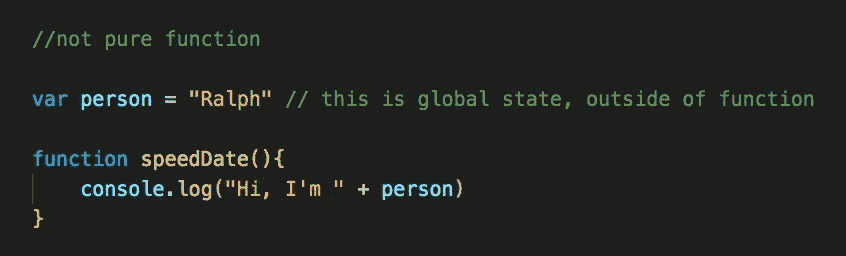 //not pure function
var person = "Ralph" // this is global state, outside of function
function speedDate(){
    console.log("Hi, I'm " + person)
}